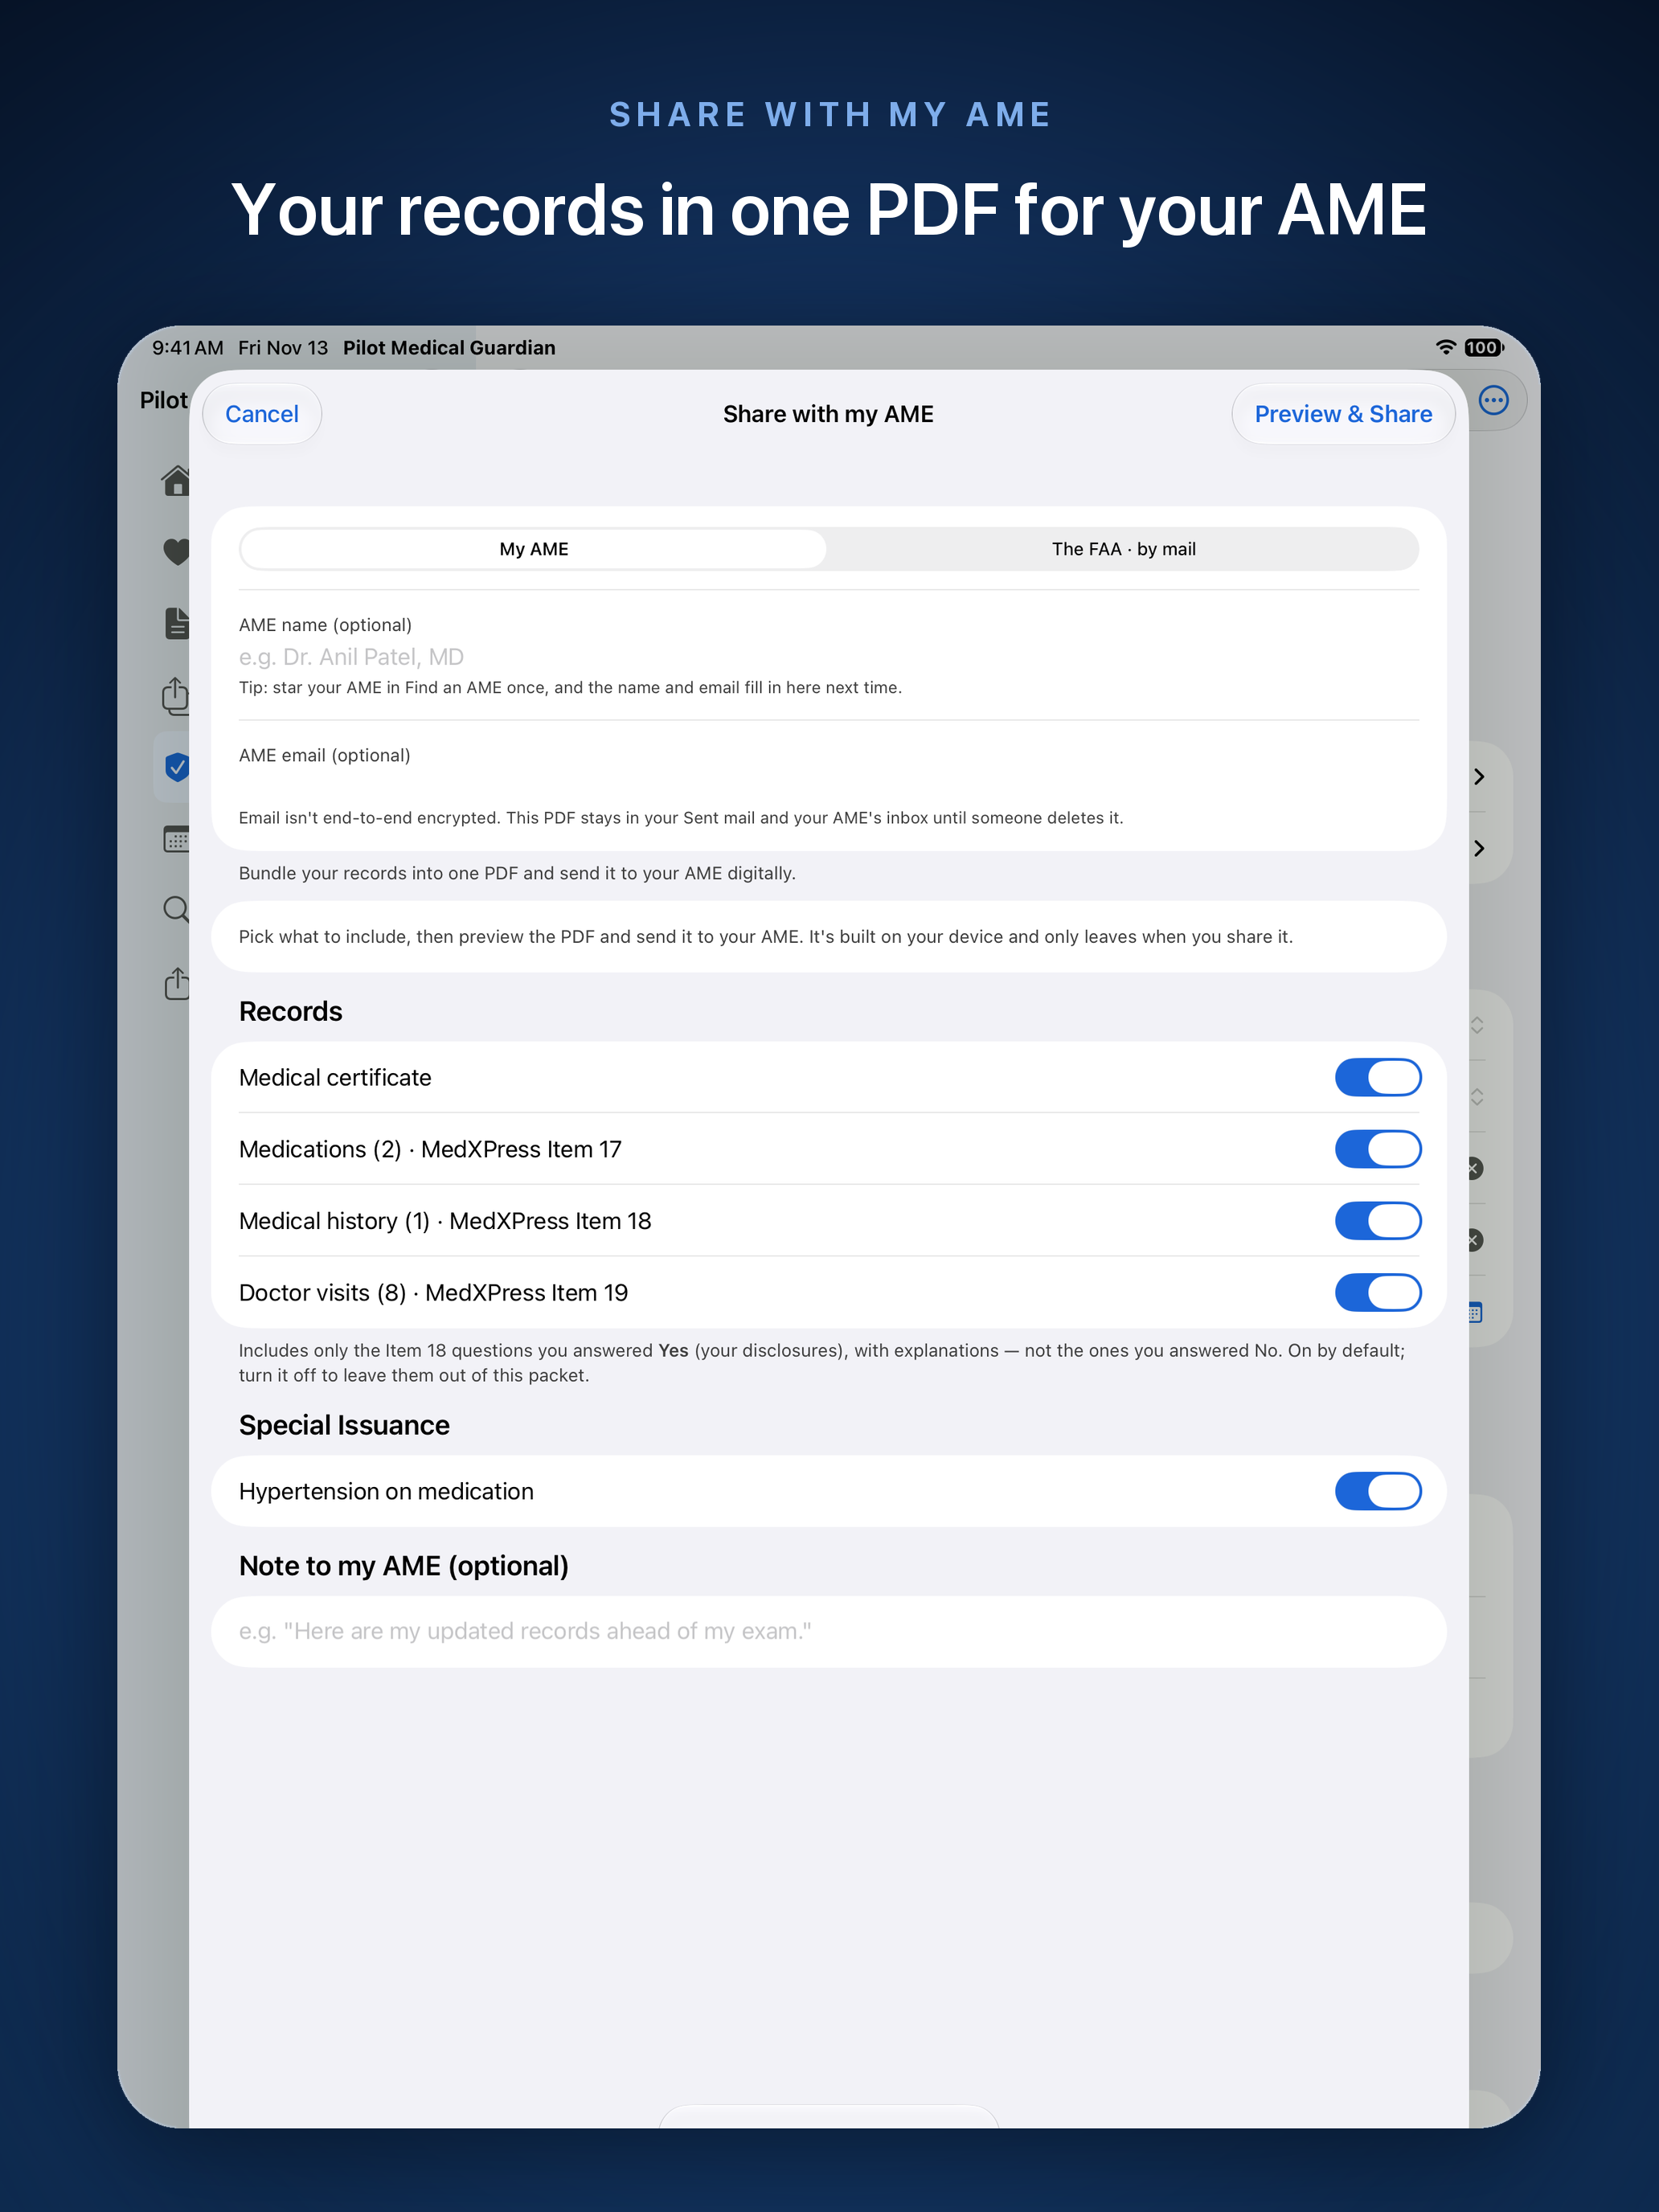 SHARE WITH MY AME
Your records in one PDF for your AME
9:41 AM Fri Nov 13 Pilot Medical Guardian
100
Pilot
Cancel
Share with my AME
Preview & Share
My AME
The FAA · by mail
AME name (optional)
e.g. Dr. Anil Patel, MD
Tip: star your AME in Find an AME once, and the name and email fill in here next time.
AME email (optional)
Email isn't end-to-end encrypted. This PDF stays in your Sent mail and your AME's inbox until someone deletes it.
Bundle your records into one PDF and send it to your AME digitally.
Pick what to include, then preview the PDF and send it to your AME. It's built on your device and only leaves when you share it.
Records
Medical certificate
Medications (2) · MedXPress Item 17
Medical history (1) · MedXPress Item 18
Doctor visits (8) · MedXPress Item 19
Includes only the Item 18 questions you answered Yes (your disclosures), with explanations — not the ones you answered No. On by default;
turn it off to leave them out of this packet.
Special Issuance
Hypertension on medication
Note to my AME (optional)
e.g. "Here are my updated records ahead of my exam."